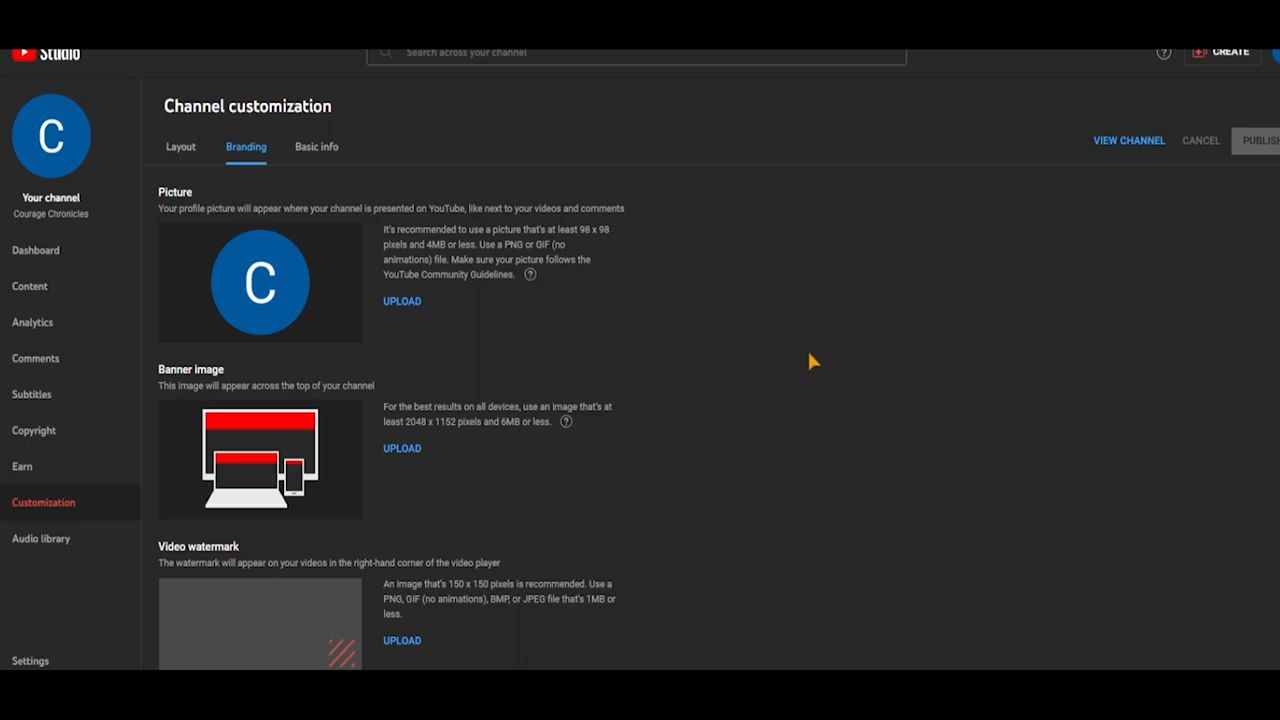 Studio
Search across your channel
CREATE
C
Your channel
Courage Chronicles
Dashboard
Content
Analytics
Comments
Subtitles
Copyright
Earn
Customization
Audio library
Settings
Channel customization
Layout Branding Basic info
VIEW CHANNEL CANCEL PUBLISH
Picture
Your profile picture will appear where your channel is presented on YouTube, like next to your videos and comments
C
It's recommended to use a picture that's at least 98 x 98
pixels and 4MB or less. Use a PNG or GIF (no
animations) file. Make sure your picture follows the
YouTube Community Guidelines. ?
UPLOAD
Banner image
This image will appear across the top of your channel
For the best results on all devices, use an image that's at
least 2048 x 1152 pixels and 6MB or less. ?
UPLOAD
Video watermark
The watermark will appear on your videos in the right-hand corner of the video player
An image that's 150 x 150 pixels is recommended. Use a
PNG, GIF (no animations), BMP, or JPEG file that's 1MB or
less.
UPLOAD